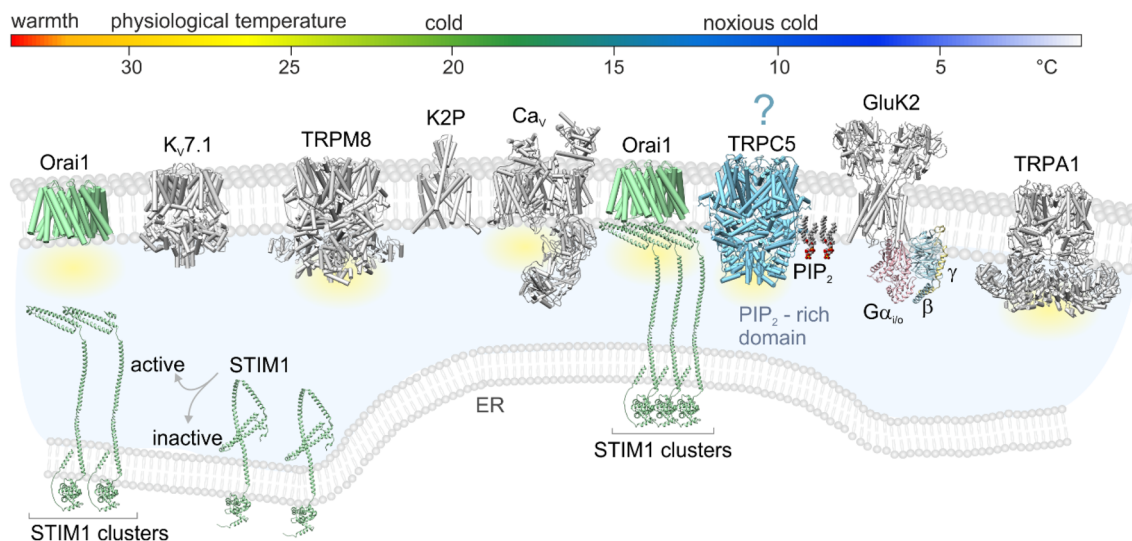 warmth physiological temperature cold noxious cold
30 25 20 15 10 5 °C
Orai1
Kv7.1
TRPM8
K2P
Cav
Orai1
?
TRPC5
GluK2
TRPA1
PIP2
Gαi/o
β
γ
PIP2 - rich
domain
active
STIM1
inactive
ER
STIM1 clusters
STIM1 clusters